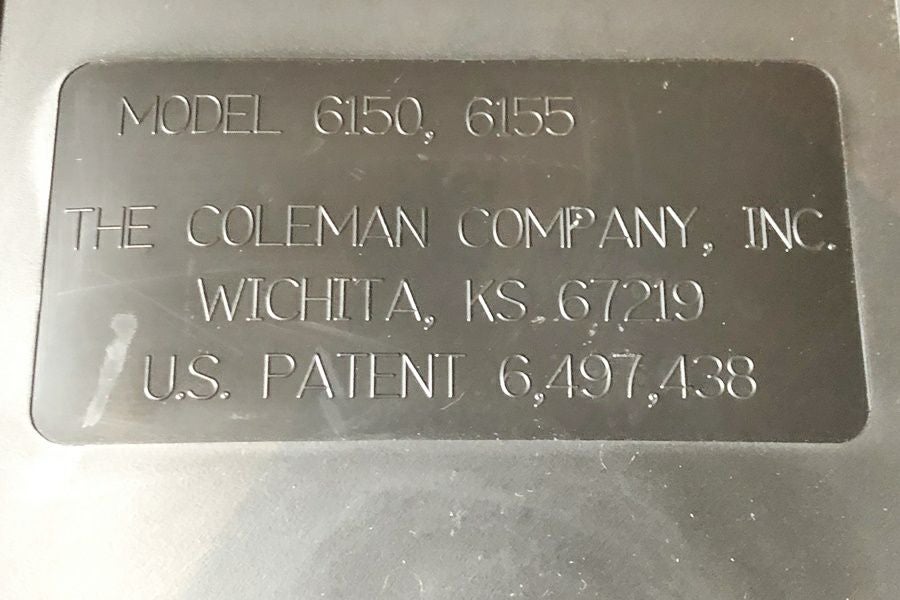 MODEL 6150, 6155
THE COLEMAN COMPANY, INC.
WICHITA, KS. 67219
U.S. PATENT 6,497,438